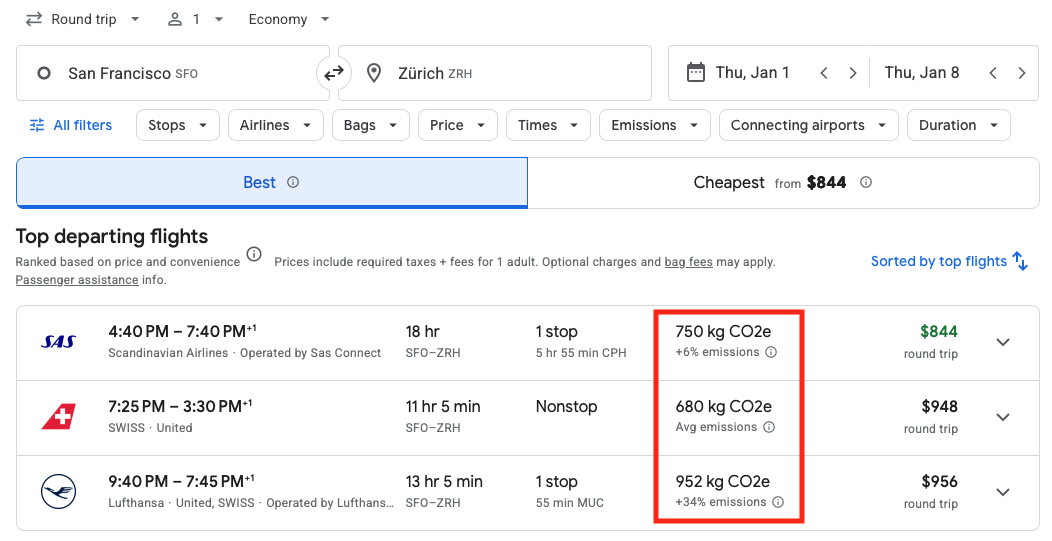 Round trip 1 Economy
San Francisco SFO Zürich ZRH Thu, Jan 1 Thu, Jan 8
All filters Stops Airlines Bags Price Times Emissions Connecting airports Duration
Best Cheapest from $844
Top departing flights
Ranked based on price and convenience Prices include required taxes + fees for 1 adult. Optional charges and bag fees may apply.
Passenger assistance info.
Sorted by top flights
SAS 4:40 PM – 7:40 PM+1 18 hr 1 stop 750 kg CO2e $844
Scandinavian Airlines · Operated by Sas Connect SFO–ZRH 5 hr 55 min CPH +6% emissions round trip
7:25 PM – 3:30 PM+1 11 hr 5 min Nonstop 680 kg CO2e $948
SWISS · United SFO–ZRH Avg emissions round trip
9:40 PM – 7:45 PM+1 13 hr 5 min 1 stop 952 kg CO2e $956
Lufthansa · United, SWISS · Operated by Lufthans... SFO–ZRH 55 min MUC +34% emissions round trip